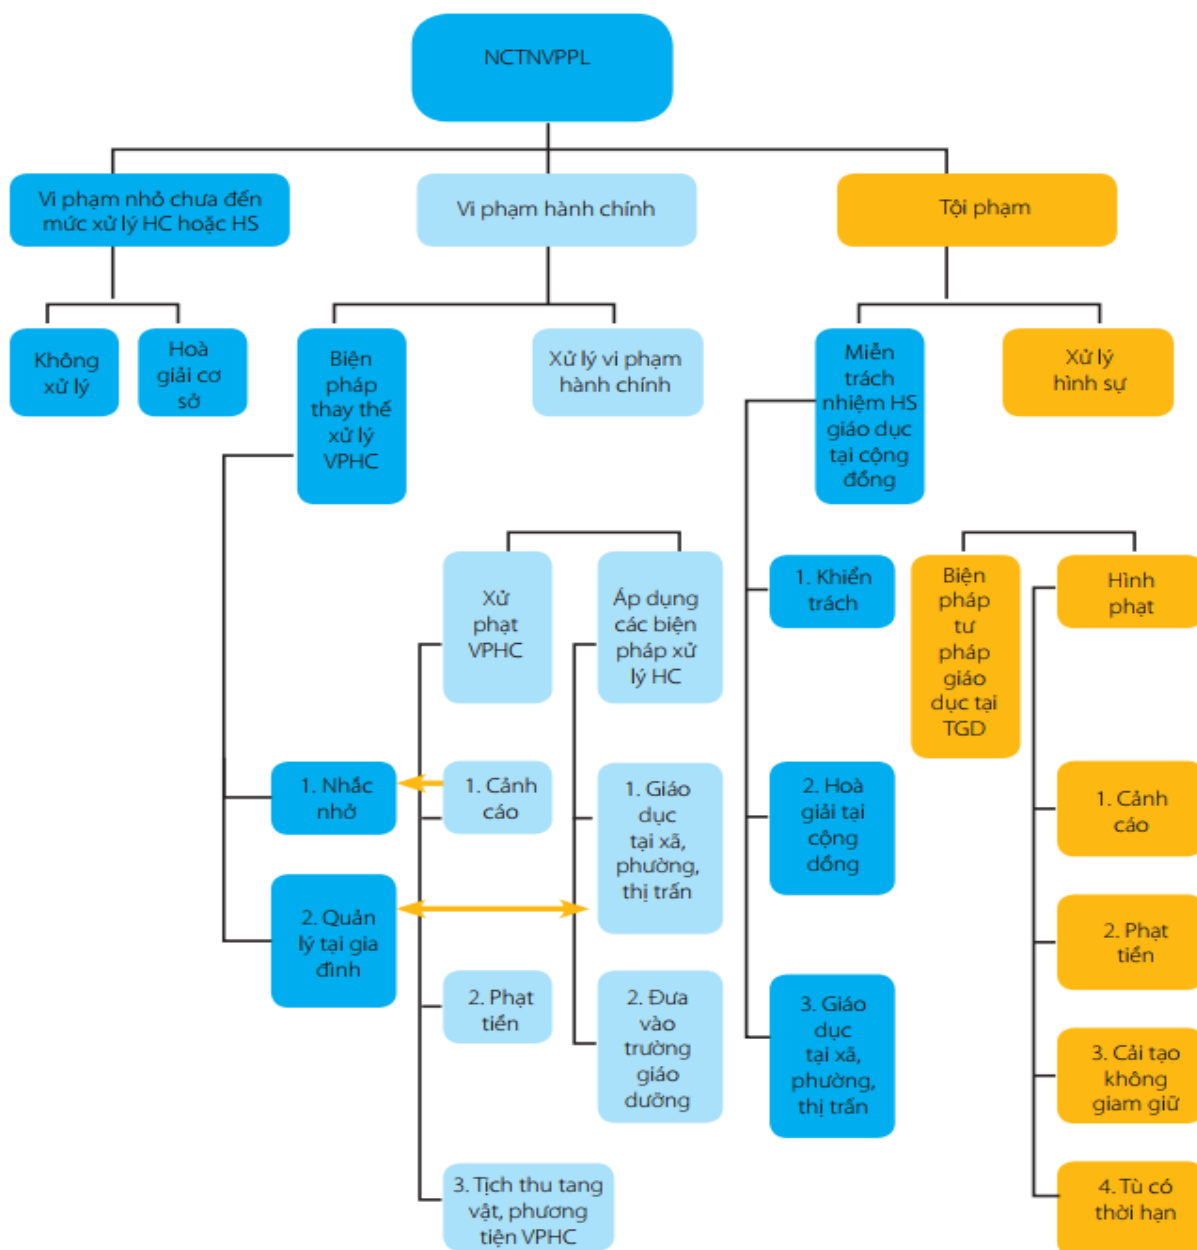 NCTNVPPL
Vi phạm nhỏ chưa đến
mức xử lý HC hoặc HS
Vi phạm hành chính
Tội phạm
Không
xử lý
Hoà
giải cơ
sở
Biện
pháp
thay thế
xử lý
VPHC
Xử lý vi phạm
hành chính
Miễn
trách
nhiệm HS
giáo dục
tại cộng
đồng
Xử lý
hình sự
Xử
phạt
VPHC
Áp dụng
các biện
pháp xử
lý HC
1. Khiển
trách
Biện
pháp
tư
pháp
giáo
dục tại
TGD
Hình
phạt
1. Nhắc
nhở
1. Cảnh
cáo
1. Giáo
dục
tại xã,
phường,
thị trấn
2. Hoà
giải tại
cộng
dồng
1. Cảnh
cáo
2. Quản
lý tại gia
đình
2. Phạt
tiền
2. Đưa
vào
trường
giáo
dưỡng
3. Giáo
dục
tại xã,
phường,
thị trấn
2. Phạt
tiền
3. Cải tạo
không
giam giữ
3. Tịch thu tang
vật, phương
tiện VPHC
4. Tù có
thời hạn